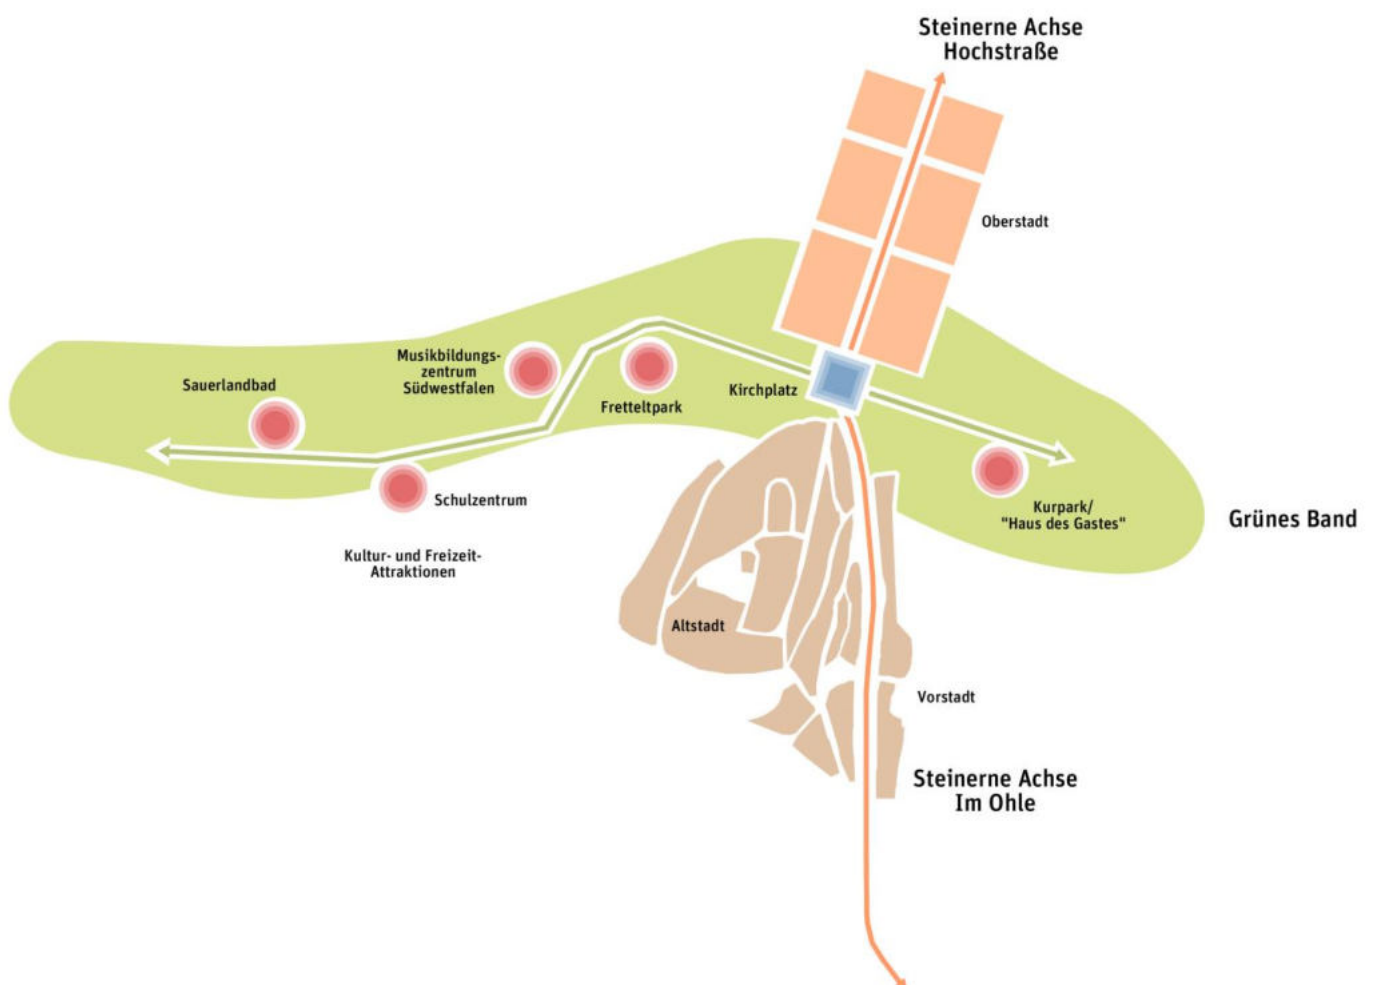 Steinerne Achse
Hochstraße
Oberstadt
Musikbildungs-
zentrum
Südwestfalen
Sauerlandbad
Kirchplatz
Fretteltpark
Schulzentrum
Kurpark/
"Haus des Gastes"
Grünes Band
Kultur- und Freizeit-
Attraktionen
Altstadt
Vorstadt
Steinerne Achse
Im Ohle